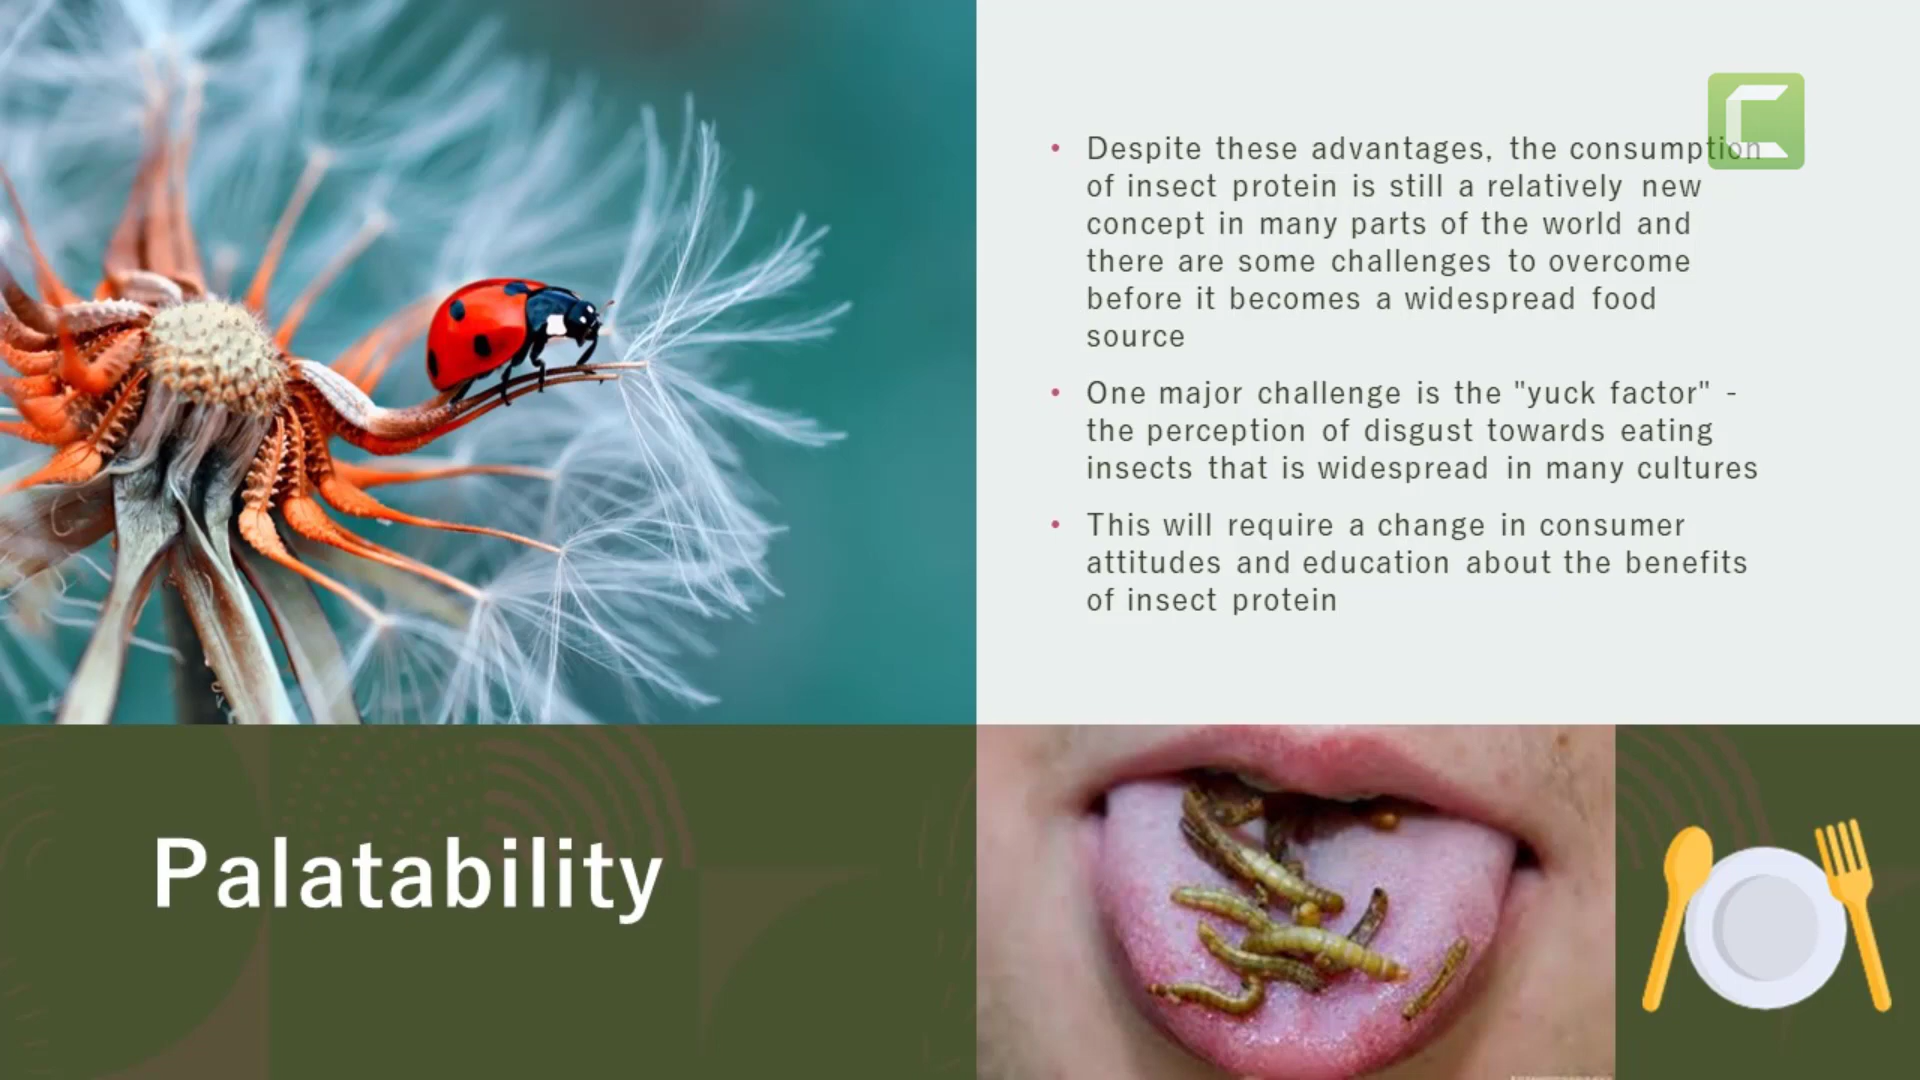 • Despite these advantages, the consumption
of insect protein is still a relatively new
concept in many parts of the world and
there are some challenges to overcome
before it becomes a widespread food
source
• One major challenge is the "yuck factor" -
the perception of disgust towards eating
insects that is widespread in many cultures
• This will require a change in consumer
attitudes and education about the benefits
of insect protein
Palatability